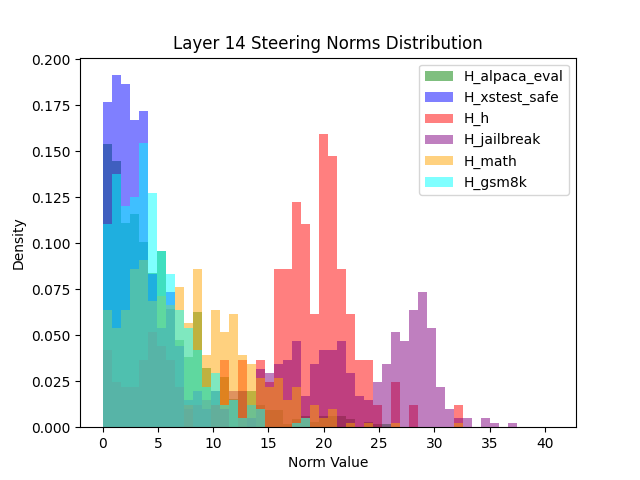 Layer 14 Steering Norms Distribution
0.200
0.175
0.150
0.125
0.100
0.075
0.050
0.025
0.000
Density
H_alpaca_eval
H_xstest_safe
H_h
H_jailbreak
H_math
H_gsm8k
0 5 10 15 20 25 30 35 40
Norm Value